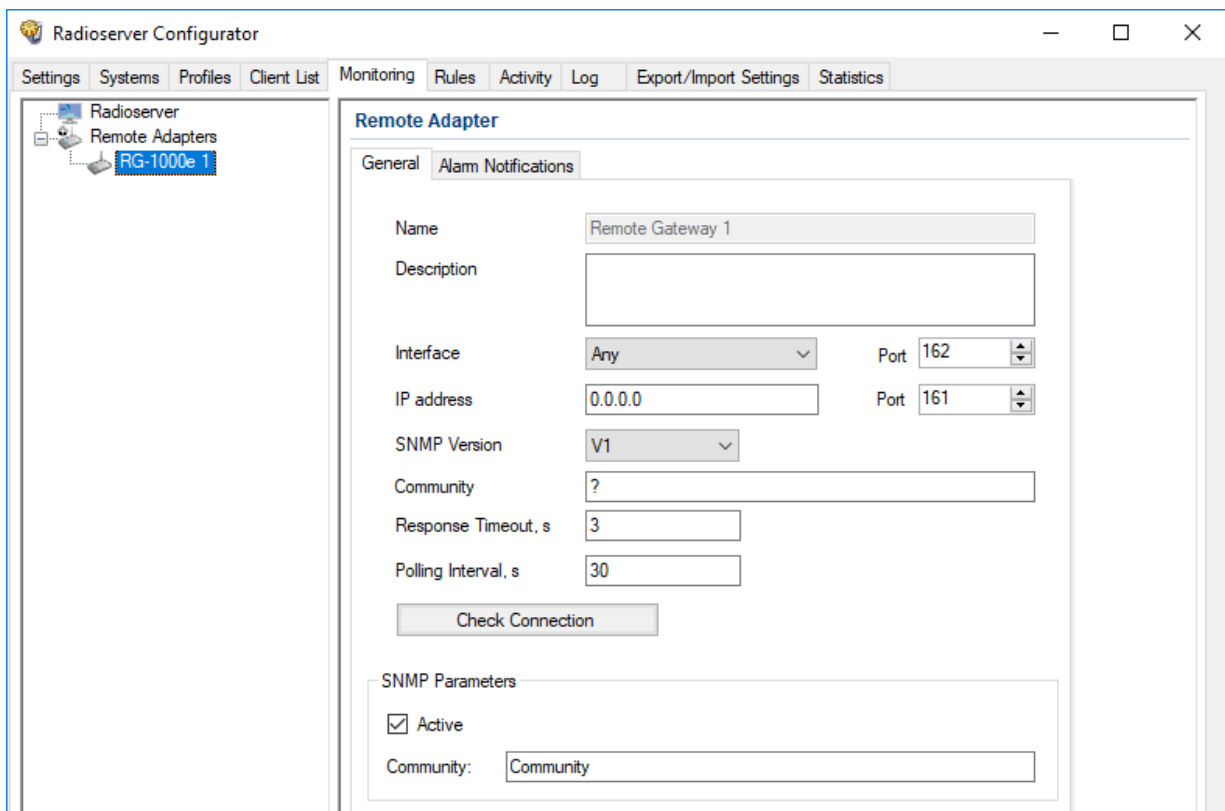 Radioserver Configurator
Settings Systems Profiles Client List Monitoring Rules Activity Log Export/Import Settings Statistics
Radioserver
Remote Adapters
RG-1000e 1
Remote Adapter
General Alarm Notifications
Name Remote Gateway 1
Description
Interface Any Port 162
IP address 0.0.0.0 Port 161
SNMP Version V1
Community ?
Response Timeout, s 3
Polling Interval, s 30
Check Connection
SNMP Parameters
Active
Community: Community